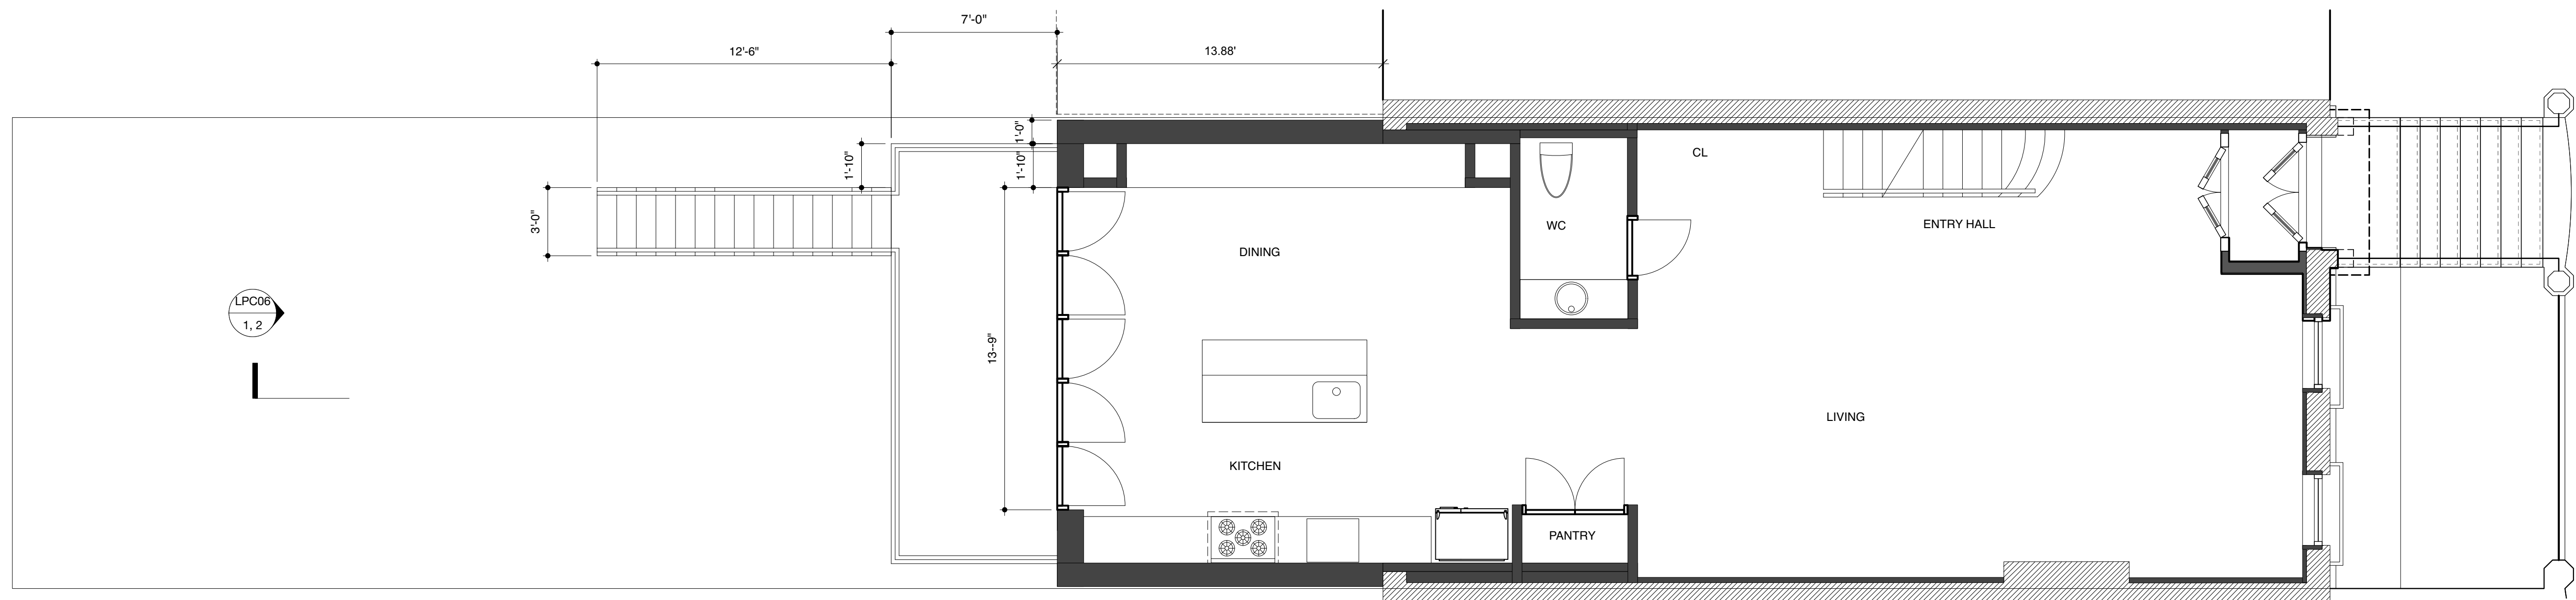 7'-0"
12'-6"
13.88'
1'-0"
1'-10"
1'-10"
3'-0"
13--9"
CL
WC
ENTRY HALL
DINING
LPC06
1, 2
LIVING
KITCHEN
PANTRY